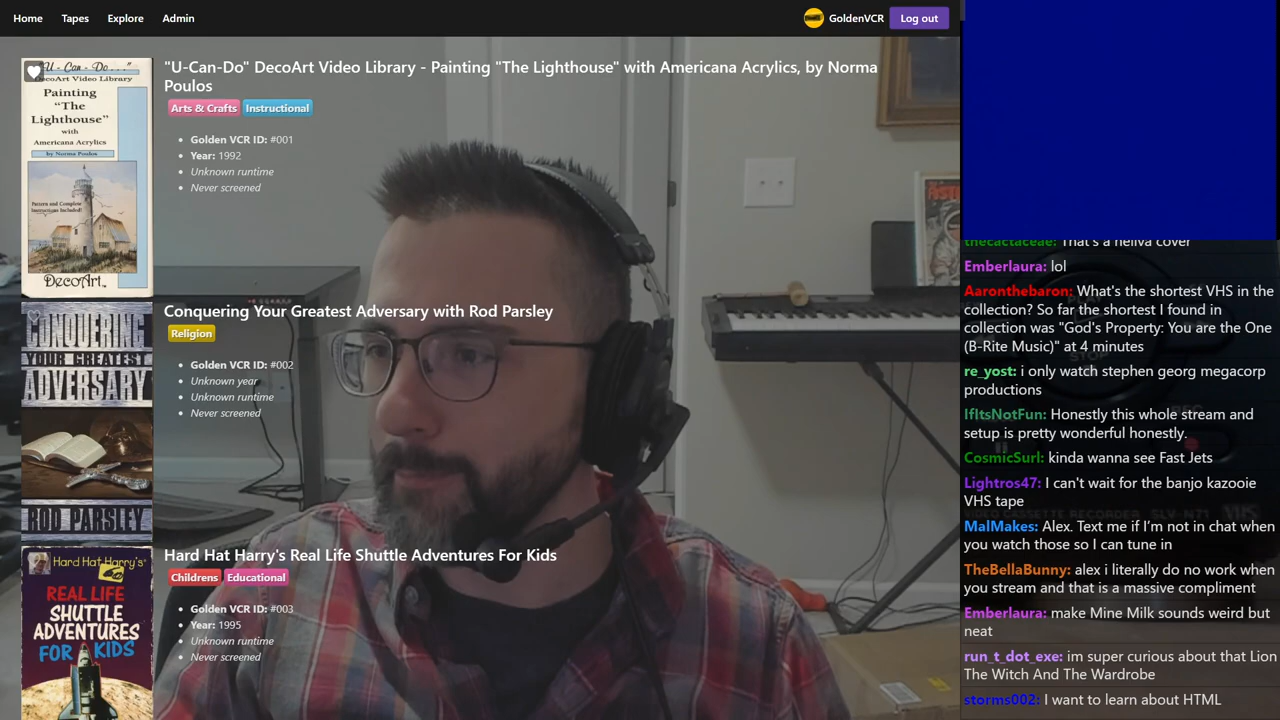 Home
Tapes
Explore
Admin
GoldenVCR
Log out
"U - Can - Do..."
DecoArt Video Library
Painting
"The
Lighthouse"
with
Americana Acrylics
by Norma Poulos
Pattern and Complete
Instructions Included!
DecoArt
"U-Can-Do" DecoArt Video Library - Painting "The Lighthouse" with Americana Acrylics, by Norma
Poulos
Arts & Crafts
Instructional
Golden VCR ID: #001
Year: 1992
Unknown runtime
Never screened
CONQUERING
YOUR GREATEST
ADVERSARY
ROD PARSLEY
Conquering Your Greatest Adversary with Rod Parsley
Religion
Golden VCR ID: #002
Unknown year
Unknown runtime
Never screened
Hard Hat Harry's
REAL LIFE
SHUTTLE
ADVENTURES
FOR KIDS
Hard Hat Harry's Real Life Shuttle Adventures For Kids
Childrens
Educational
Golden VCR ID: #003
Year: 1995
Unknown runtime
Never screened
thecactaceae: That's a hellva cover
Emberlaura: lol
Aaronthebaron: What's the shortest VHS in the
collection? So far the shortest I found in
collection was "God's Property: You are the One
(B-Rite Music)" at 4 minutes
re_yost: i only watch stephen georg megacorp
productions
IfItsNotFun: Honestly this whole stream and
setup is pretty wonderful honestly.
CosmicSurl: kinda wanna see Fast Jets
Lightros47: I can't wait for the banjo kazooie
VHS tape
MalMakes: Alex. Text me if I'm not in chat when
you watch those so I can tune in
TheBellaBunny: alex i literally do no work when
you stream and that is a massive compliment
Emberlaura: make Mine Milk sounds weird but
neat
run_t_dot_exe: im super curious about that Lion
The Witch And The Wardrobe
storms002: I want to learn about HTML